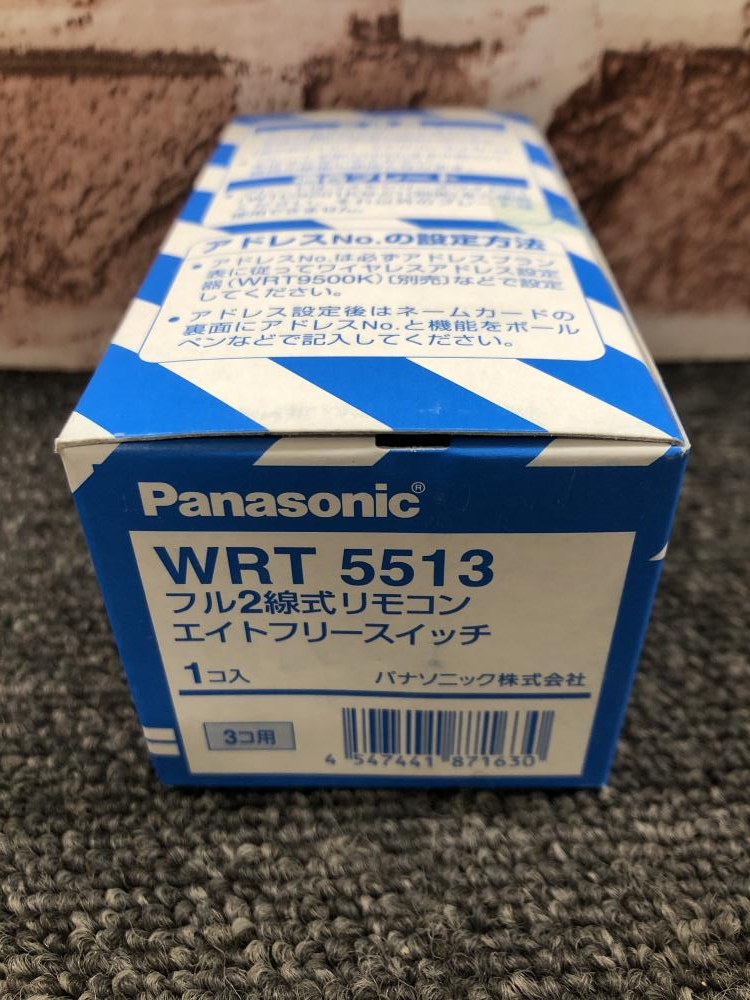 使用できません。
アドレスNo.の設定方法
●アドレスNo.は必ずアドレスプラン
表に従ってワイヤレスアドレス設定
器(WRT9500K)〔別売〕などで設定
してください。
●アドレス設定後はネームカードの
裏面にアドレスNo.と機能をボール
ペンなどで記入してください。
Panasonic®
WRT 5513
フル2線式リモコン
エイトフリースイッチ
1コ入
パナソニック株式会社
3コ用
4 547441 871630